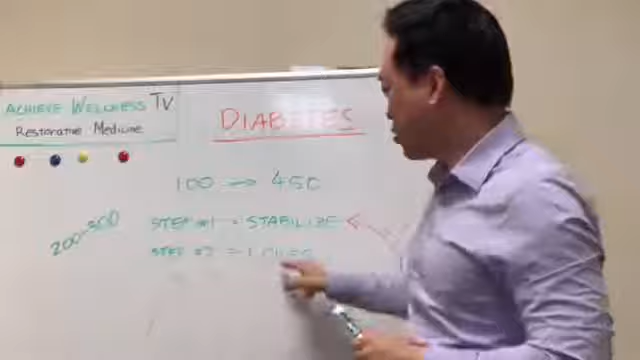 ACHIEVE WELLNESS TV
Restorative Medicine
DIABETES
100 → 450
200-300
STEP #1 = STABILIZE
STEP #2 =